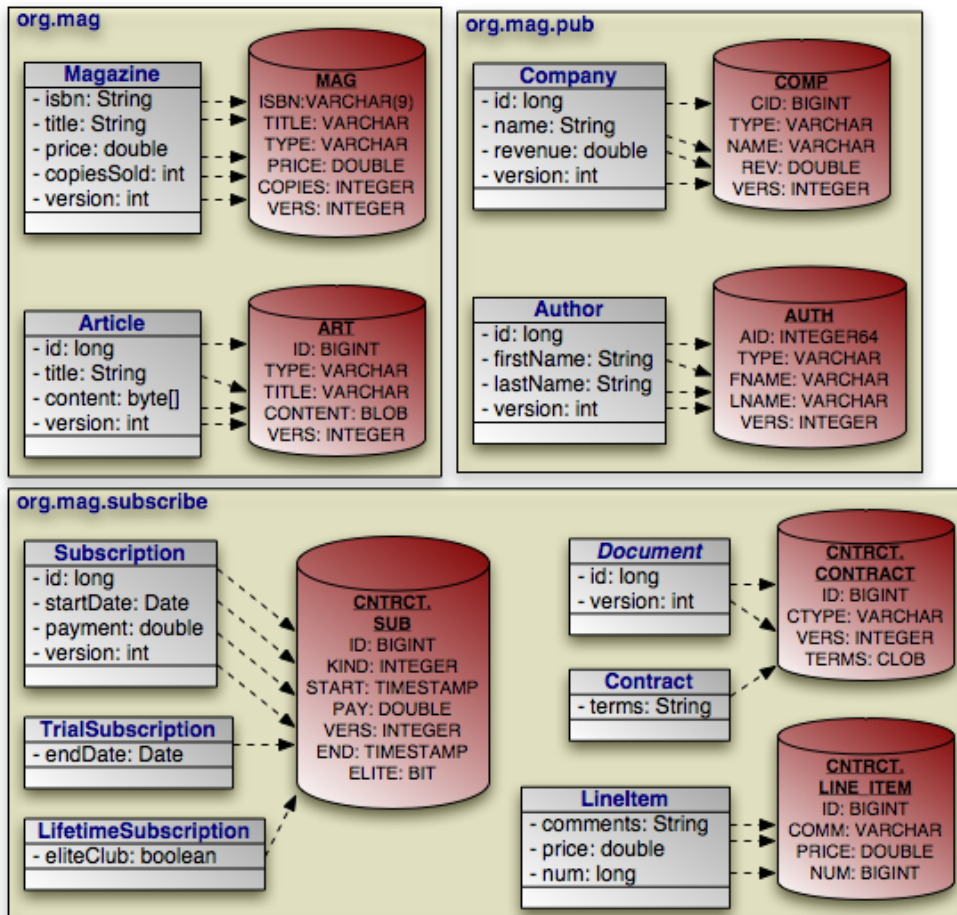 org.mag
Magazine
- isbn: String
- title: String
- price: double
- copiesSold: int
- version: int
MAG
ISBN:VARCHAR(9)
TITLE: VARCHAR
TYPE: VARCHAR
PRICE: DOUBLE
COPIES: INTEGER
VERS: INTEGER
Article
- id: long
- title: String
- content: byte[]
- version: int
ART
ID: BIGINT
TYPE: VARCHAR
TITLE: VARCHAR
CONTENT: BLOB
VERS: INTEGER
org.mag.pub
Company
- id: long
- name: String
- revenue: double
- version: int
COMP
CID: BIGINT
TYPE: VARCHAR
NAME: VARCHAR
REV: DOUBLE
VERS: INTEGER
Author
- id: long
- firstName: String
- lastName: String
- version: int
AUTH
AID: INTEGER64
TYPE: VARCHAR
FNAME: VARCHAR
LNAME: VARCHAR
VERS: INTEGER
org.mag.subscribe
Subscription
- id: long
- startDate: Date
- payment: double
- version: int
TrialSubscription
- endDate: Date
LifetimeSubscription
- eliteClub: boolean
CNTRCT.
SUB
ID: BIGINT
KIND: INTEGER
START: TIMESTAMP
PAY: DOUBLE
VERS: INTEGER
END: TIMESTAMP
ELITE: BIT
Document
- id: long
- version: int
Contract
- terms: String
CNTRCT.
CONTRACT
ID: BIGINT
CTYPE: VARCHAR
VERS: INTEGER
TERMS: CLOB
LineItem
- comments: String
- price: double
- num: long
CNTRCT.
LINE_ITEM
ID: BIGINT
COMM: VARCHAR
PRICE: DOUBLE
NUM: BIGINT